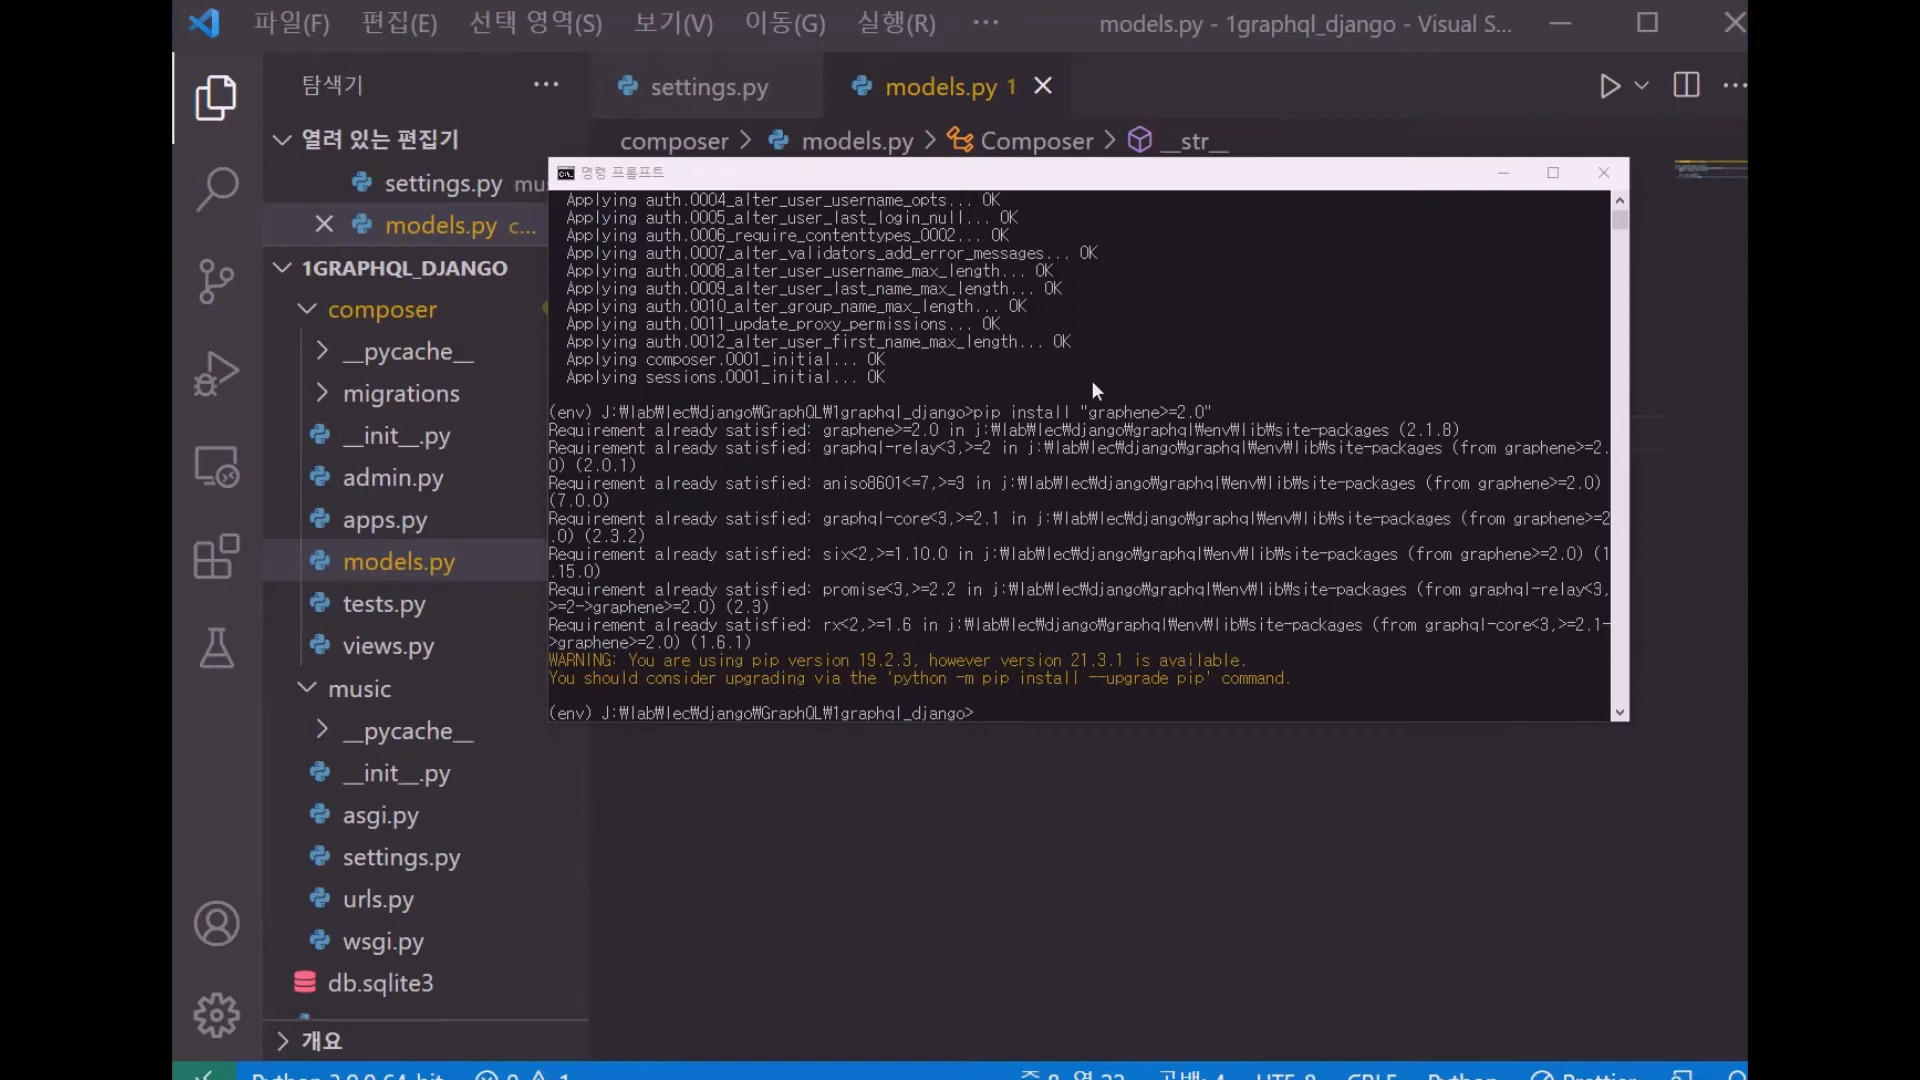 파일(F) 편집(E) 선택 영역(S) 보기(V) 이동(G) 실행(R) ··· models.py - 1graphql_django - Visual S...
탐색기 ···
settings.py
models.py 1
열려 있는 편집기
composer > models.py > Composer > __str__
settings.py mu
models.py c...
1GRAPHQL_DJANGO
composer
__pycache__
migrations
__init__.py
admin.py
apps.py
models.py
tests.py
views.py
music
__pycache__
__init__.py
asgi.py
settings.py
urls.py
wsgi.py
db.sqlite3
개요
명령 프롬프트
Applying auth.0004_alter_user_username_opts... OK
Applying auth.0005_alter_user_last_login_null... OK
Applying auth.0006_require_contenttypes_0002... OK
Applying auth.0007_alter_validators_add_error_messages... OK
Applying auth.0008_alter_user_username_max_length... OK
Applying auth.0009_alter_user_last_name_max_length... OK
Applying auth.0010_alter_group_name_max_length... OK
Applying auth.0011_update_proxy_permissions... OK
Applying auth.0012_alter_user_first_name_max_length... OK
Applying composer.0001_initial... OK
Applying sessions.0001_initial... OK
(env) J:₩lab₩lec₩django₩GraphQL₩1graphql_django>pip install "graphene>=2.0"
Requirement already satisfied: graphene>=2.0 in j:₩lab₩lec₩django₩graphql₩env₩lib₩site-packages (2.1.8)
Requirement already satisfied: graphql-relay<3,>=2 in j:₩lab₩lec₩django₩graphql₩env₩lib₩site-packages (from graphene>=2.
0) (2.0.1)
Requirement already satisfied: aniso8601<=7,>=3 in j:₩lab₩lec₩django₩graphql₩env₩lib₩site-packages (from graphene>=2.0)
(7.0.0)
Requirement already satisfied: graphql-core<3,>=2.1 in j:₩lab₩lec₩django₩graphql₩env₩lib₩site-packages (from graphene>=2
.0) (2.3.2)
Requirement already satisfied: six<2,>=1.10.0 in j:₩lab₩lec₩django₩graphql₩env₩lib₩site-packages (from graphene>=2.0) (1
.15.0)
Requirement already satisfied: promise<3,>=2.2 in j:₩lab₩lec₩django₩graphql₩env₩lib₩site-packages (from graphql-relay<3,
>=2->graphene>=2.0) (2.3)
Requirement already satisfied: rx<2,>=1.6 in j:₩lab₩lec₩django₩graphql₩env₩lib₩site-packages (from graphql-core<3,>=2.1-
>graphene>=2.0) (1.6.1)
WARNING: You are using pip version 19.2.3, however version 21.3.1 is available.
You should consider upgrading via the 'python -m pip install --upgrade pip' command.
(env) J:₩lab₩lec₩django₩GraphQL₩1graphql_django>